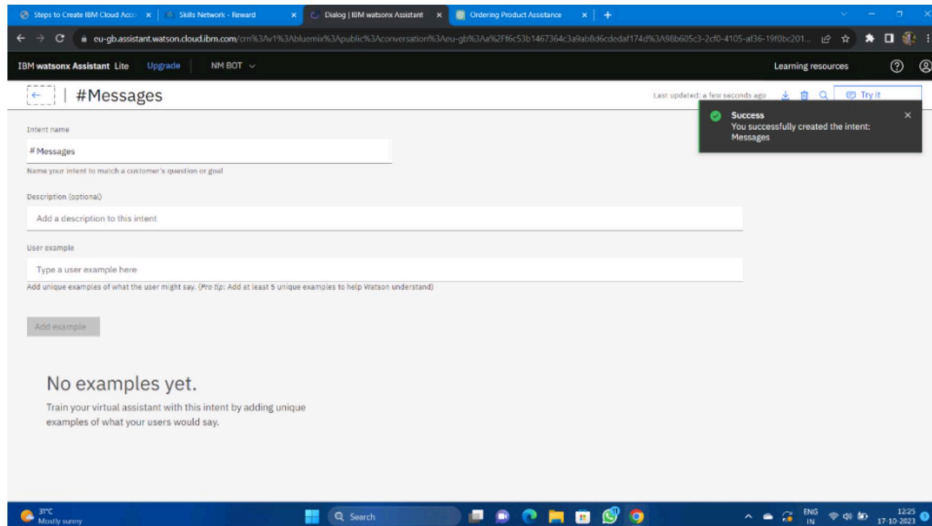 Steps to Create IBM Cloud Acco
Skills Network - Reward
Dialog | IBM watsonx Assistant
Ordering Product Assistance
IBM watsonx Assistant Lite
Upgrade
NM BOT
Learning resources
#Messages
Last updated: a few seconds ago
Try it
Success
You successfully created the intent:
Messages
Intent name
#Messages
Name your intent to match a customer's question or goal
Description (optional)
Add a description to this intent
User example
Type a user example here
Add unique examples of what the user might say. (Pro tip: Add at least 5 unique examples to help Watson understand)
Add example
No examples yet.
Train your virtual assistant with this intent by adding unique
examples of what your users would say.
31°C
Mostly sunny
Search
ENG
IN
12:25
17-10-2023